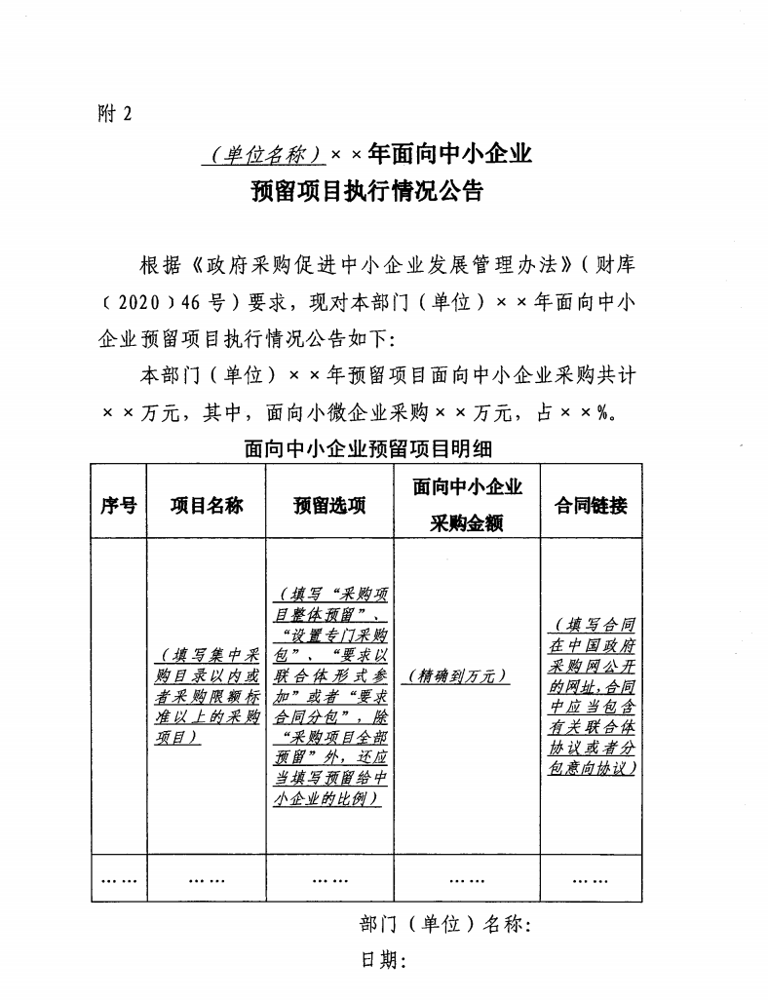 附 2
（单位名称）××年面向中小企业
预留项目执行情况公告
根据《政府采购促进中小企业发展管理办法》（财库
〔2020〕46 号）要求，现对本部门（单位）××年面向中小
企业预留项目执行情况公告如下：
本部门（单位）××年预留项目面向中小企业采购共计
××万元，其中，面向小微企业采购××万元，占××%。
面向中小企业预留项目明细
序号
项目名称
预留选项
面向中小企业
采购金额
合同链接
（填写集中采
购目录以内或
者采购限额标
准以上的采购
项目）
（填写“采购项
目整体预留”、
“设置专门采购
包”、“要求以
联合体形式参
加”或者“要求
合同分包”，除
“采购项目全部
预留”外，还应
当填写预留给中
小企业的比例）
（精确到万元）
（填写合同
在中国政府
采购网公开
的网址，合同
中应当包含
有关联合体
协议或者分
包意向协议）
…… …… …… …… ……
部门（单位）名称：
日期：